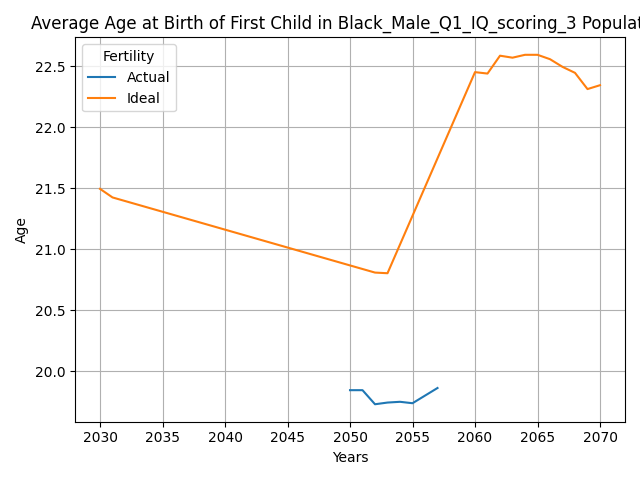 Average Age at Birth of First Child in Black_Male_Q1_IQ_scoring_3 Populat
Fertility
Actual
Ideal
22.5
22.0
21.5
21.0
20.5
20.0
Age
2030 2035 2040 2045 2050 2055 2060 2065 2070
Years